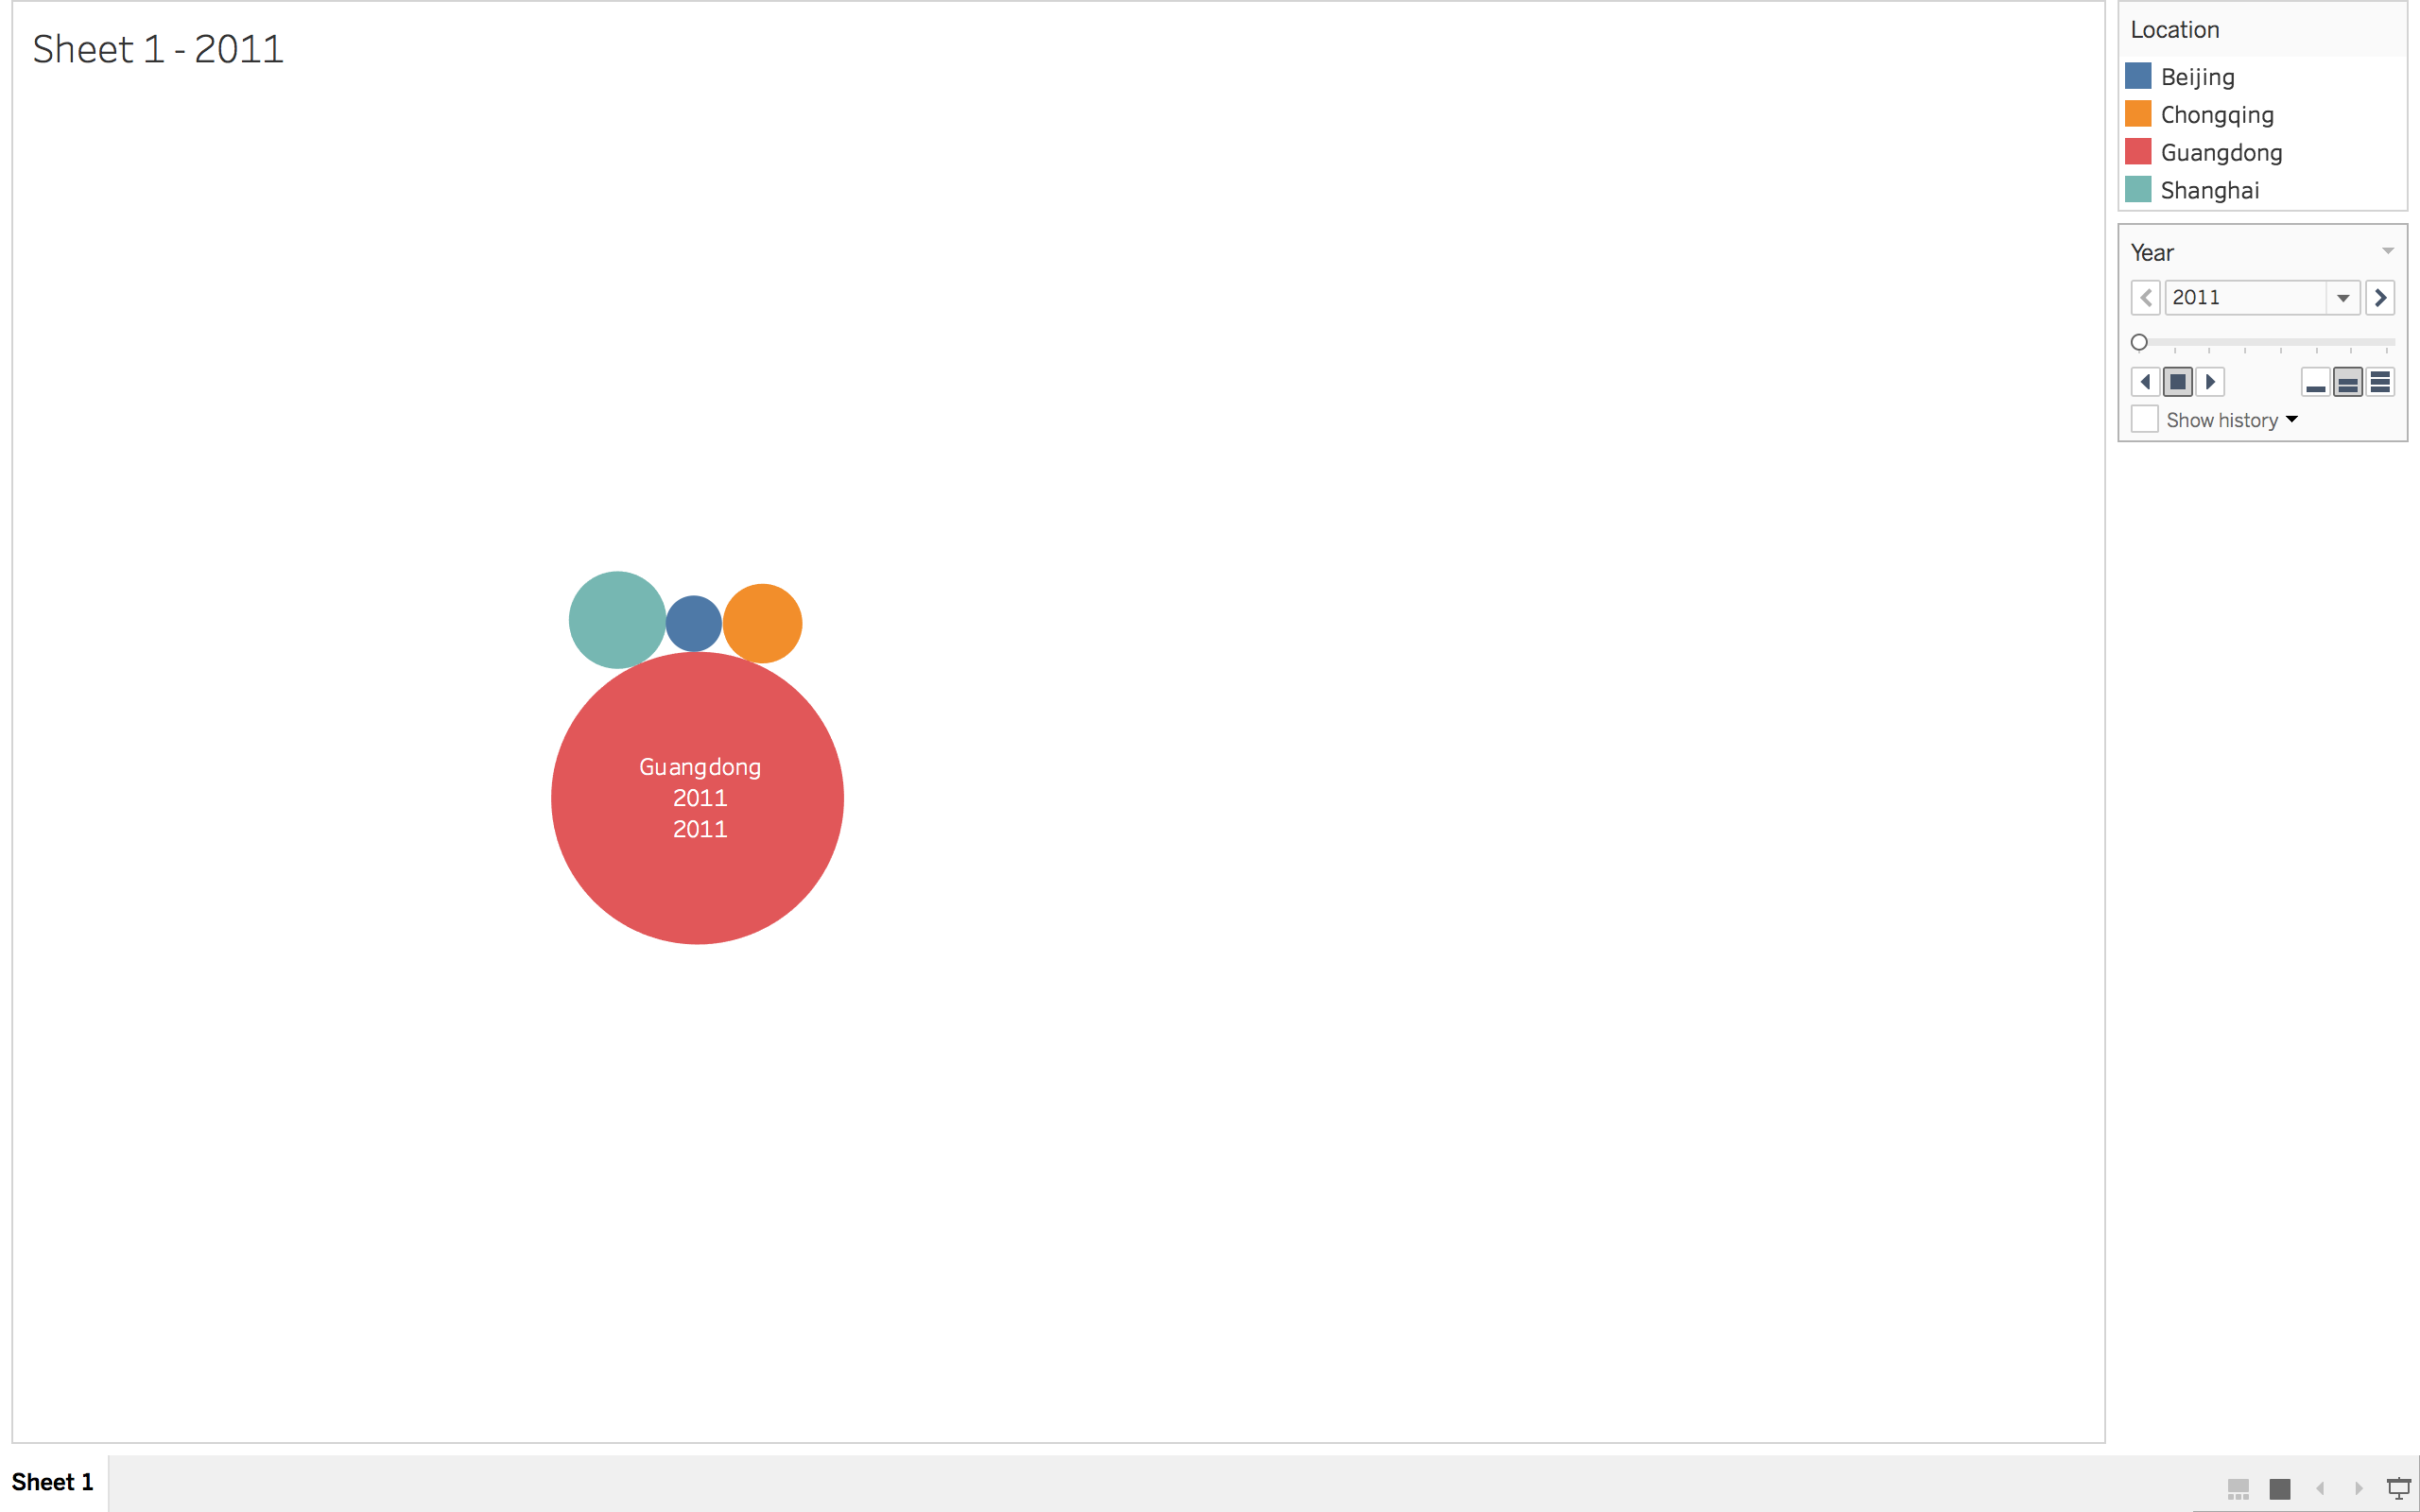 Sheet 1 - 2011
Location
Beijing
Chongqing
Guangdong
Shanghai
Year
2011
Show history
Guangdong
2011
2011
Sheet 1